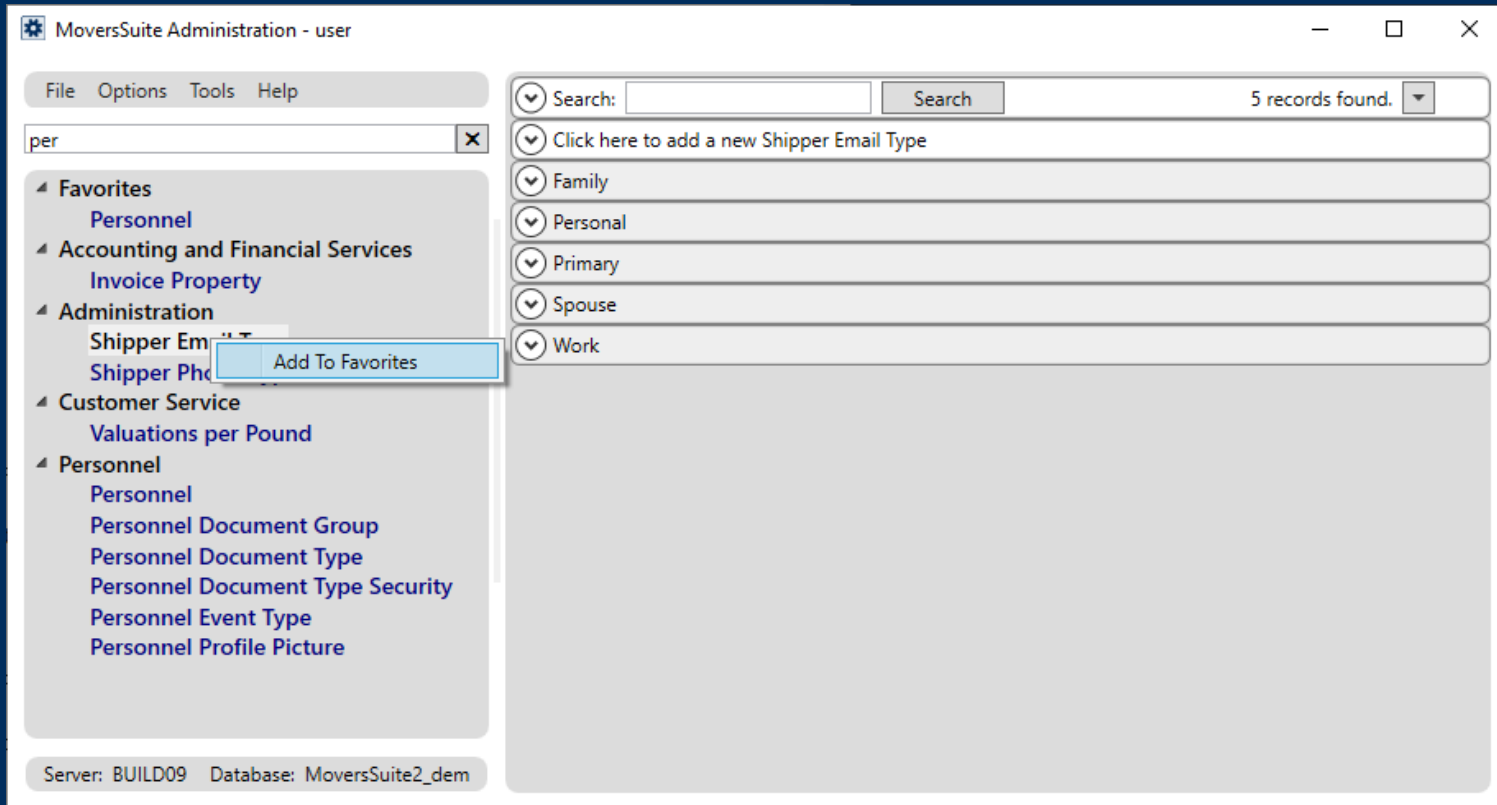 MoversSuite Administration - user
File Options Tools Help
per
Favorites
Personnel
Accounting and Financial Services
Invoice Property
Administration
Shipper
Add To Favorites
Shipper
Customer Service
Valuations per Pound
Personnel
Personnel
Personnel Document Group
Personnel Document Type
Personnel Document Type Security
Personnel Event Type
Personnel Profile Picture
Server: BUILD09 Database: MoversSuite2_dem
Search: Search 5 records found.
Click here to add a new Shipper Email Type
Family
Personal
Primary
Spouse
Work